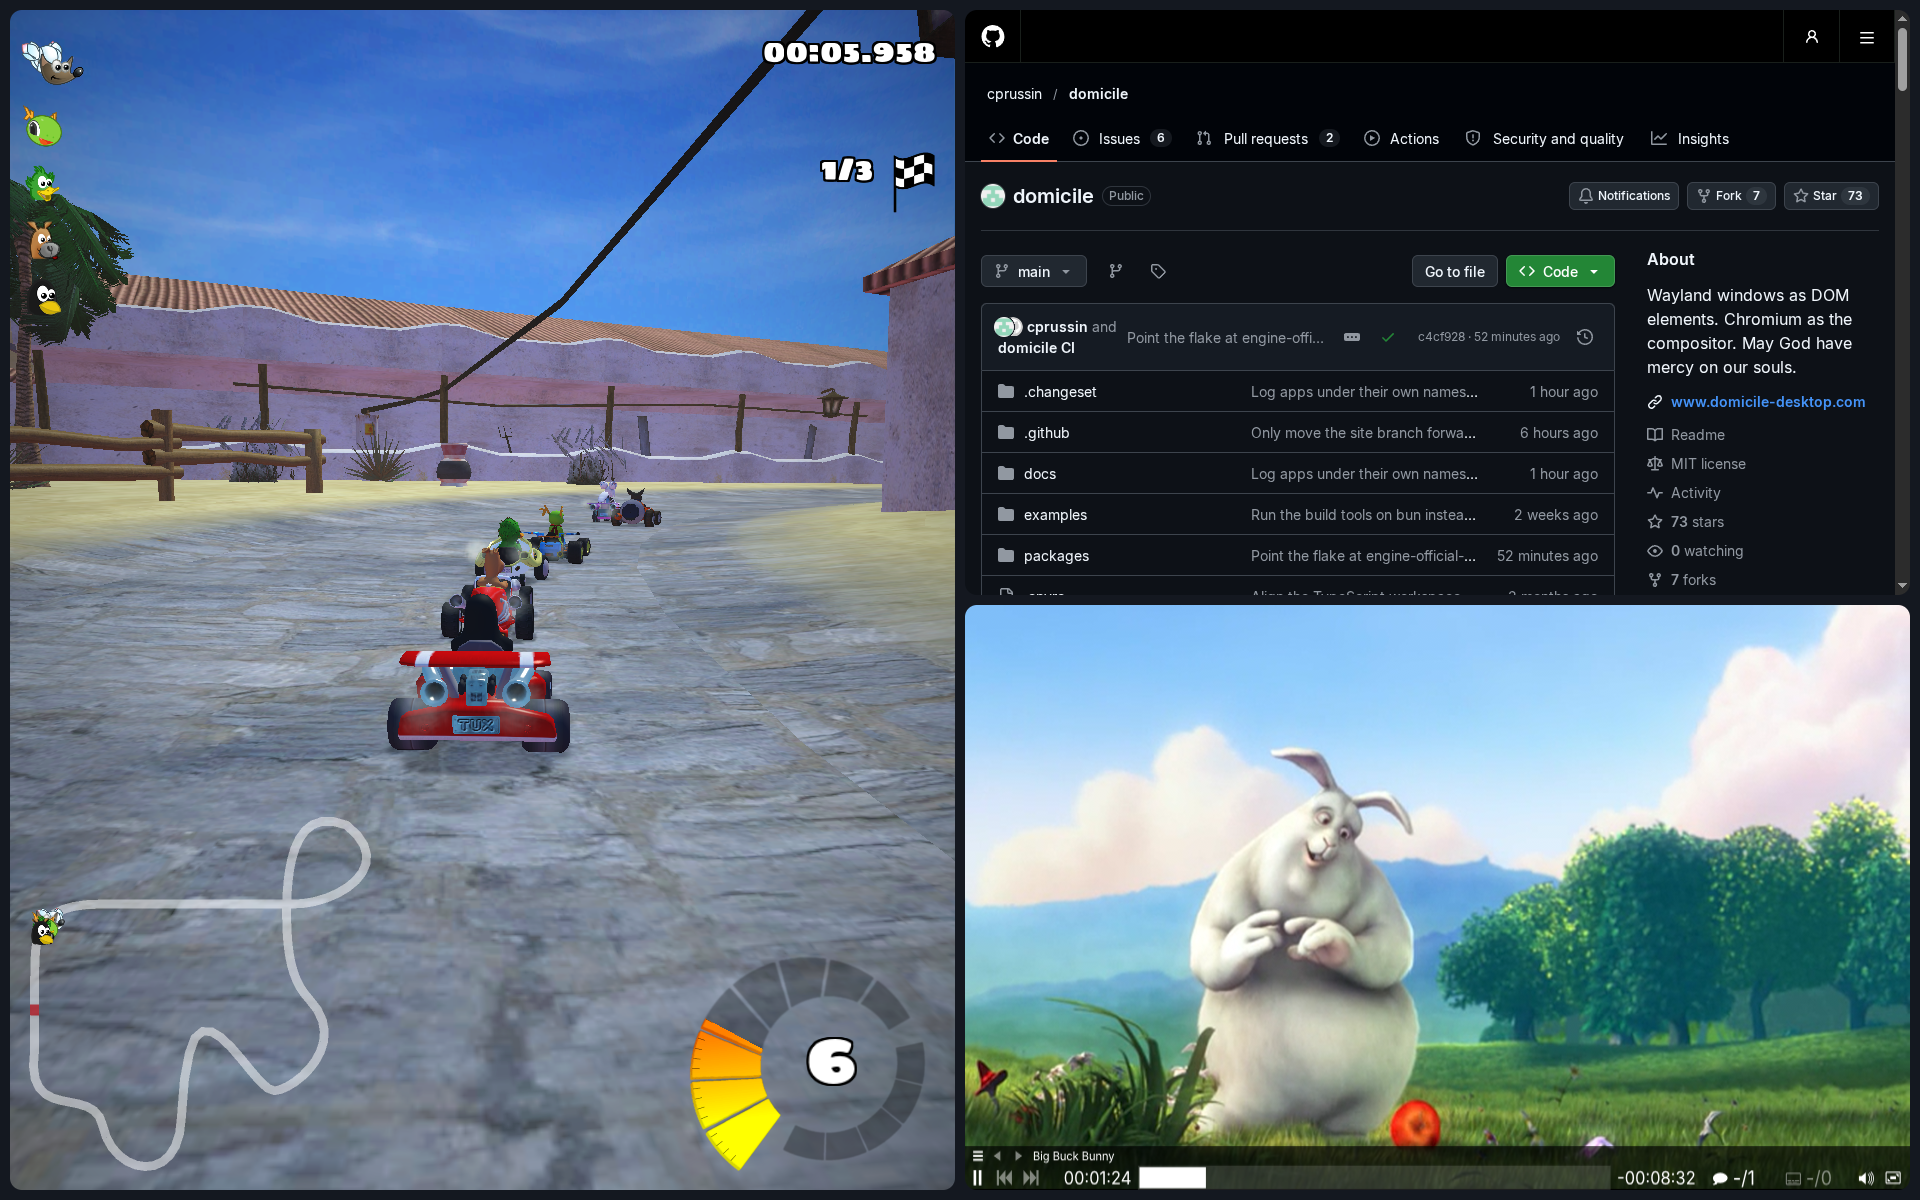 00:05.958
1/3
TUX
6
cprussin / domicile
Code
Issues 6
Pull requests 2
Actions
Security and quality
Insights
domicile Public
Notifications
Fork 7
Star 73
main
Go to file
Code
cprussin and domicile CI
Point the flake at engine-offi...
c4cf928 · 52 minutes ago
.changeset Log apps under their own names... 1 hour ago
.github Only move the site branch forwa... 6 hours ago
docs Log apps under their own names... 1 hour ago
examples Run the build tools on bun instea... 2 weeks ago
packages Point the flake at engine-official-... 52 minutes ago
About
Wayland windows as DOM
elements. Chromium as the
compositor. May God have
mercy on our souls.
www.domicile-desktop.com
Readme
MIT license
Activity
73 stars
0 watching
7 forks
Big Buck Bunny
00:01:24
-00:08:32
-/1
-/0